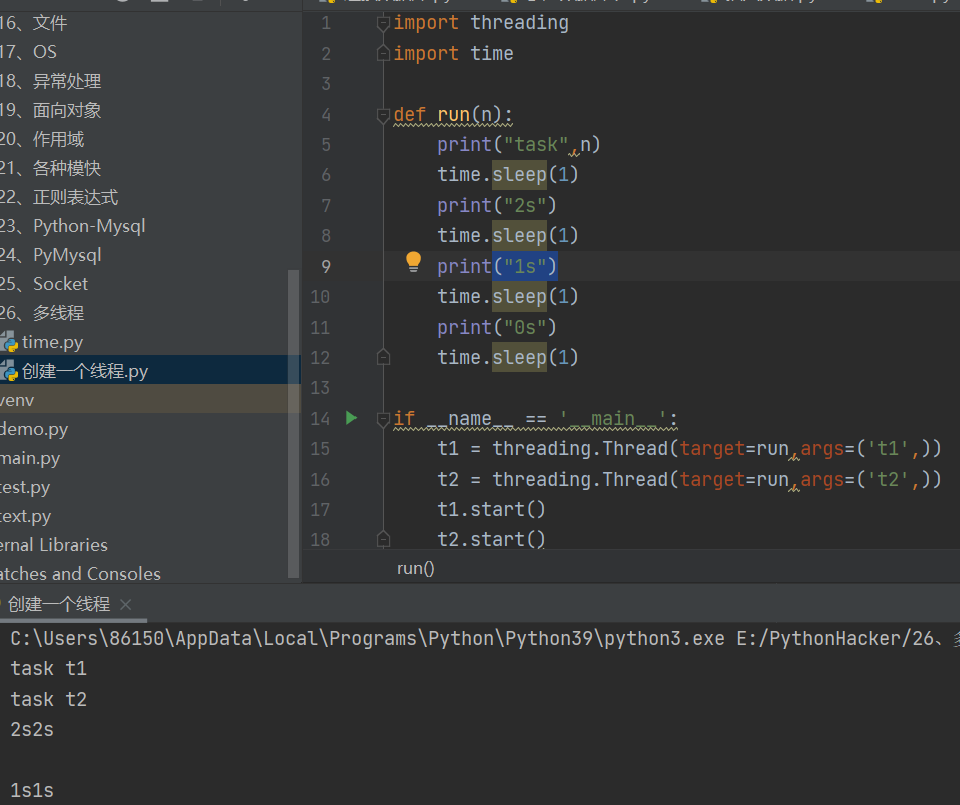 16、文件
17、OS
18、异常处理
19、面向对象
20、作用域
21、各种模快
22、正则表达式
23、Python-Mysql
24、PyMysql
25、Socket
26、多线程
time.py
创建一个线程.py
venv
demo.py
main.py
test.py
text.py
ernal Libraries
atches and Consoles
1 import threading
2 import time
3
4 def run(n):
5 print("task",n)
6 time.sleep(1)
7 print("2s")
8 time.sleep(1)
9 print("1s")
10 time.sleep(1)
11 print("0s")
12 time.sleep(1)
13
14 if __name__ == '__main__':
15 t1 = threading.Thread(target=run,args=('t1',))
16 t2 = threading.Thread(target=run,args=('t2',))
17 t1.start()
18 t2.start()
run()
创建一个线程
C:\Users\86150\AppData\Local\Programs\Python\Python39\python3.exe E:/PythonHacker/26、
task t1
task t2
2s2s
1s1s